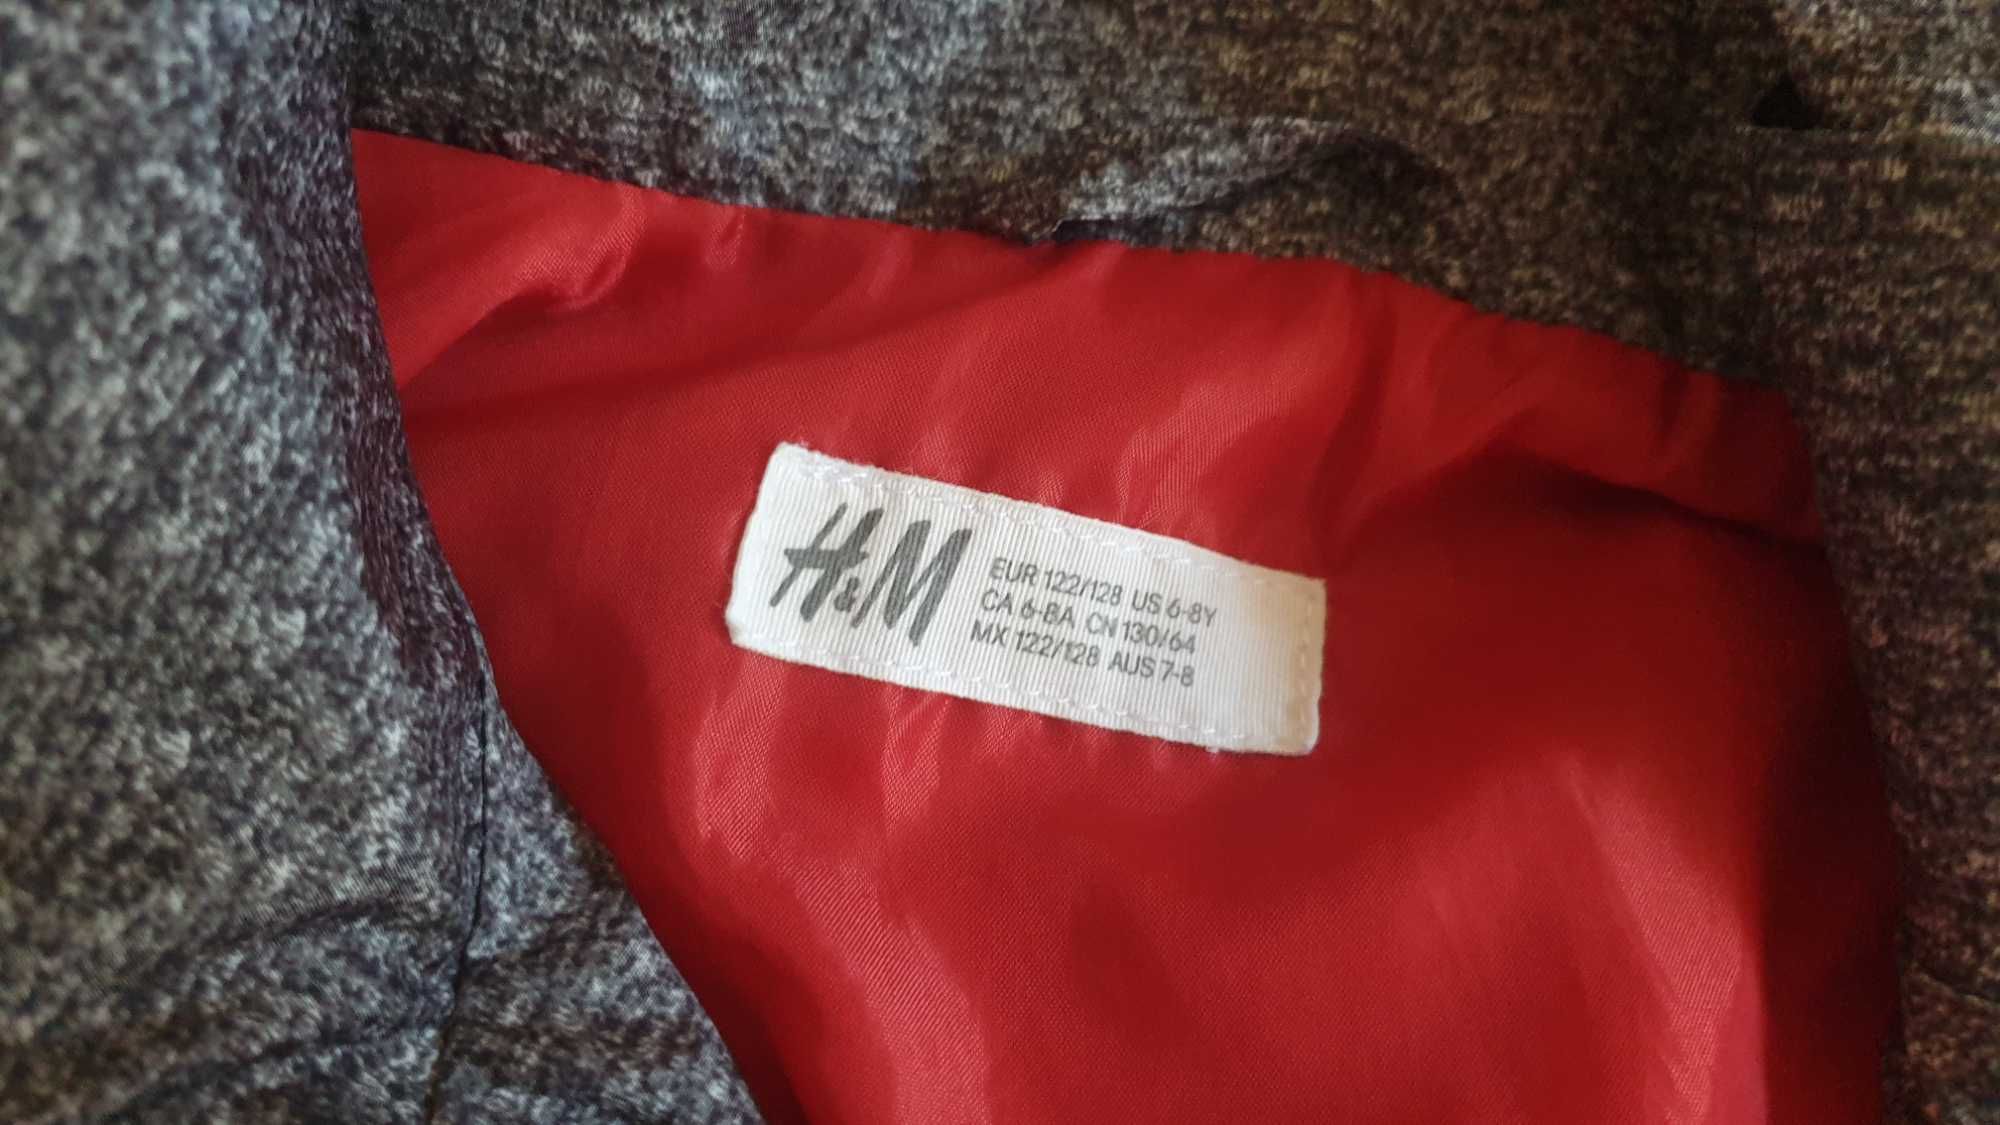 H&M
EUR 122/128 US 6-8Y
CA 6-8A CN 130/64
MX 122/128 AUS 7-8